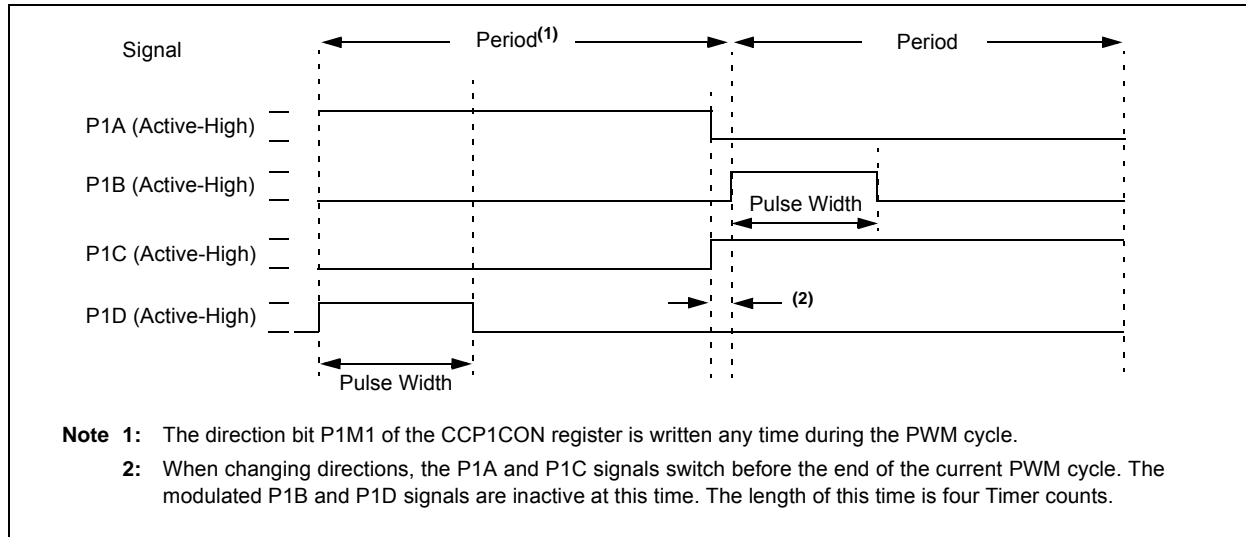 Signal
Period(1)
Period
P1A (Active-High)
P1B (Active-High)
Pulse Width
P1C (Active-High)
(2)
P1D (Active-High)
Pulse Width
Note 1: The direction bit P1M1 of the CCP1CON register is written any time during the PWM cycle.
2: When changing directions, the P1A and P1C signals switch before the end of the current PWM cycle. The
modulated P1B and P1D signals are inactive at this time. The length of this time is four Timer counts.